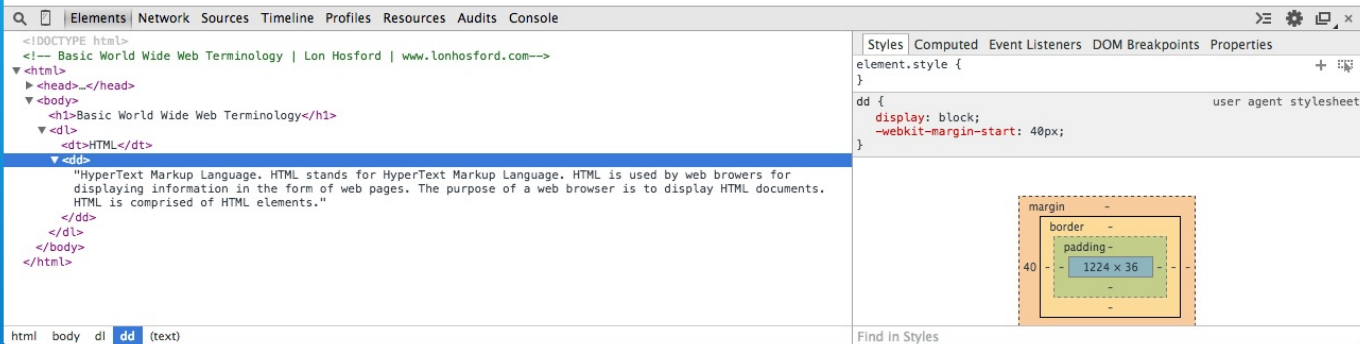 Elements Network Sources Timeline Profiles Resources Audits Console
<!DOCTYPE html>
<!-- Basic World Wide Web Terminology | Lon Hosford | www.lonhosford.com-->
▼<html>
▶<head>…</head>
▼<body>
<h1>Basic World Wide Web Terminology</h1>
▼<dl>
<dt>HTML</dt>
▼<dd>
"HyperText Markup Language. HTML stands for HyperText Markup Language. HTML is used by web browers for
displaying information in the form of web pages. The purpose of a web browser is to display HTML documents.
HTML is comprised of HTML elements."
</dd>
</dl>
</body>
</html>
html body dl dd (text)
Styles Computed Event Listeners DOM Breakpoints Properties
element.style {
}
dd { user agent stylesheet
display: block;
-webkit-margin-start: 40px;
}
margin -
border -
padding -
40 - - 1224 × 36 - - -
-
-
Find in Styles